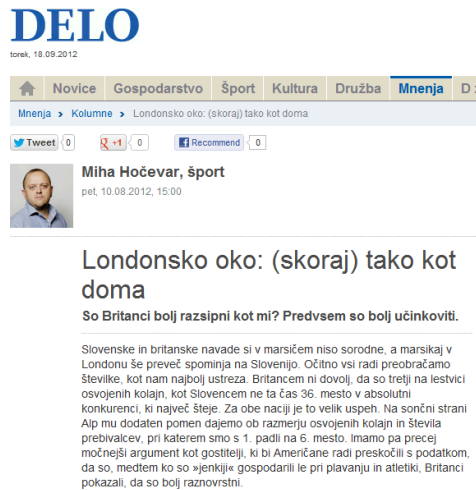 DELO
torek, 18.09.2012
Novice Gospodarstvo Šport Kultura Družba Mnenja D z
Mnenja > Kolumne > Londonsko oko: (skoraj) tako kot doma
Tweet 0 +1 0 Recommend 0
Miha Hočevar, šport
pet, 10.08.2012, 15:00
Londonsko oko: (skoraj) tako kot
doma
So Britanci bolj razsipni kot mi? Predvsem so bolj učinkoviti.
Slovenske in britanske navade si v marsičem niso sorodne, a marsikaj v
Londonu še preveč spominja na Slovenijo. Očitno vsi radi preobračamo
številke, kot nam najbolj ustreza. Britancem ni dovolj, da so tretji na lestvici
osvojenih kolajn, kot Slovencem ne ta čas 36. mesto v absolutni
konkurenci, ki največ šteje. Za obe naciji je to velik uspeh. Na sončni strani
Alp mu dodaten pomen dajemo ob razmerju osvojenih kolajn in števila
prebivalcev, pri katerem smo s 1. padli na 6. mesto. Imamo pa precej
močnejši argument kot gostitelji, ki bi Američane radi preskočili s podatkom,
da so, medtem ko so »jenkiji« gospodarili le pri plavanju in atletiki, Britanci
pokazali, da so bolj raznovrstni.